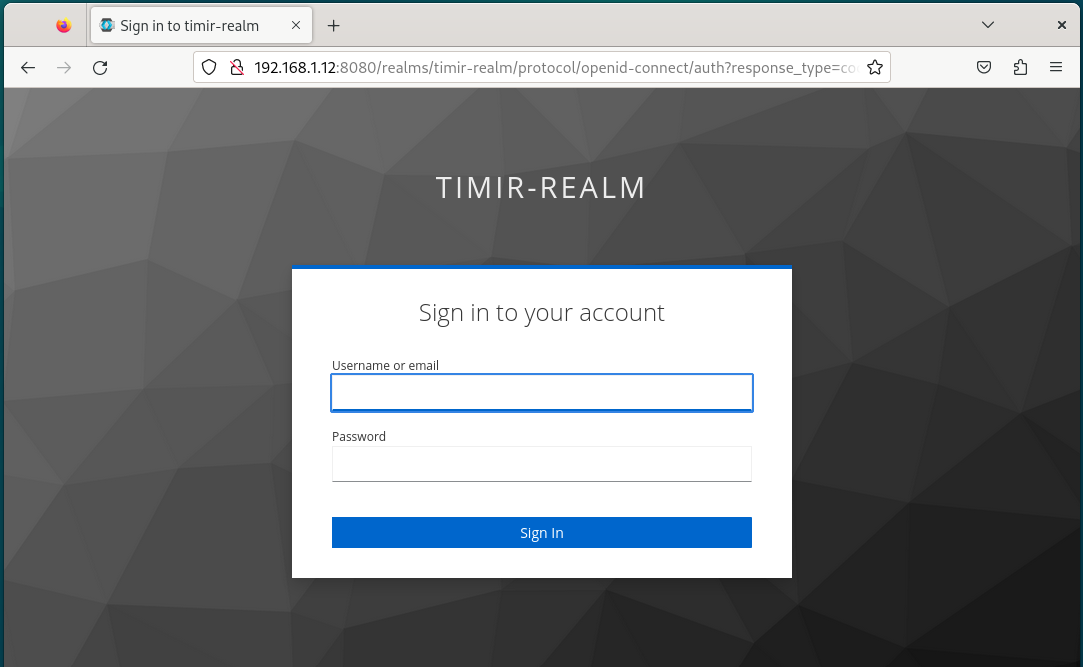 Sign in to timir-realm
192.168.1.12:8080/realms/timir-realm/protocol/openid-connect/auth?response_type=co
TIMIR-REALM
Sign in to your account
Username or email
Password
Sign In